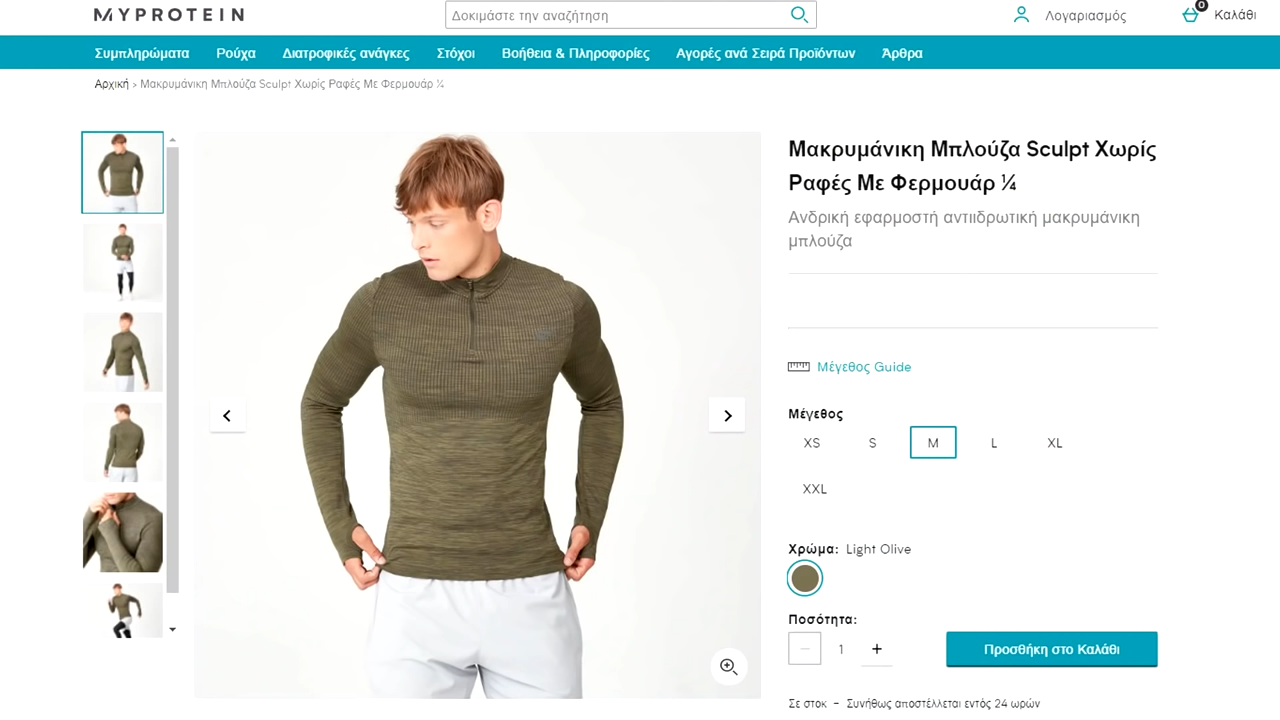 MYPROTEIN
Δοκιμάστε την αναζήτηση
Λογαριασμός
0
Καλάθι
Συμπληρώματα Ρούχα Διατροφικές ανάγκες Στόχοι Βοήθεια & Πληροφορίες Αγορές ανά Σειρά Προϊόντων Άρθρα
Αρχική > Μακρυμάνικη Μπλούζα Sculpt Χωρίς Ραφές Με Φερμουάρ ¼
Μακρυμάνικη Μπλούζα Sculpt Χωρίς
Ραφές Με Φερμουάρ ¼
Ανδρική εφαρμοστή αντιιδρωτική μακρυμάνικη
μπλούζα
Μέγεθος Guide
Μέγεθος
XS S M L XL
XXL
Χρώμα: Light Olive
Ποσότητα:
− 1 +
Προσθήκη στο Καλάθι
Σε στοκ – Συνήθως αποστέλλεται εντός 24 ωρών